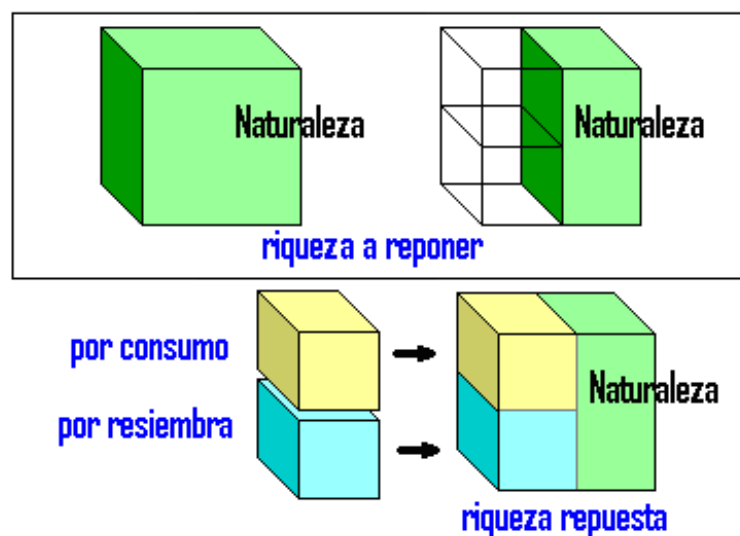 Naturaleza
Naturaleza
riqueza a reponer
por consumo
por resiembra
Naturaleza
riqueza repuesta